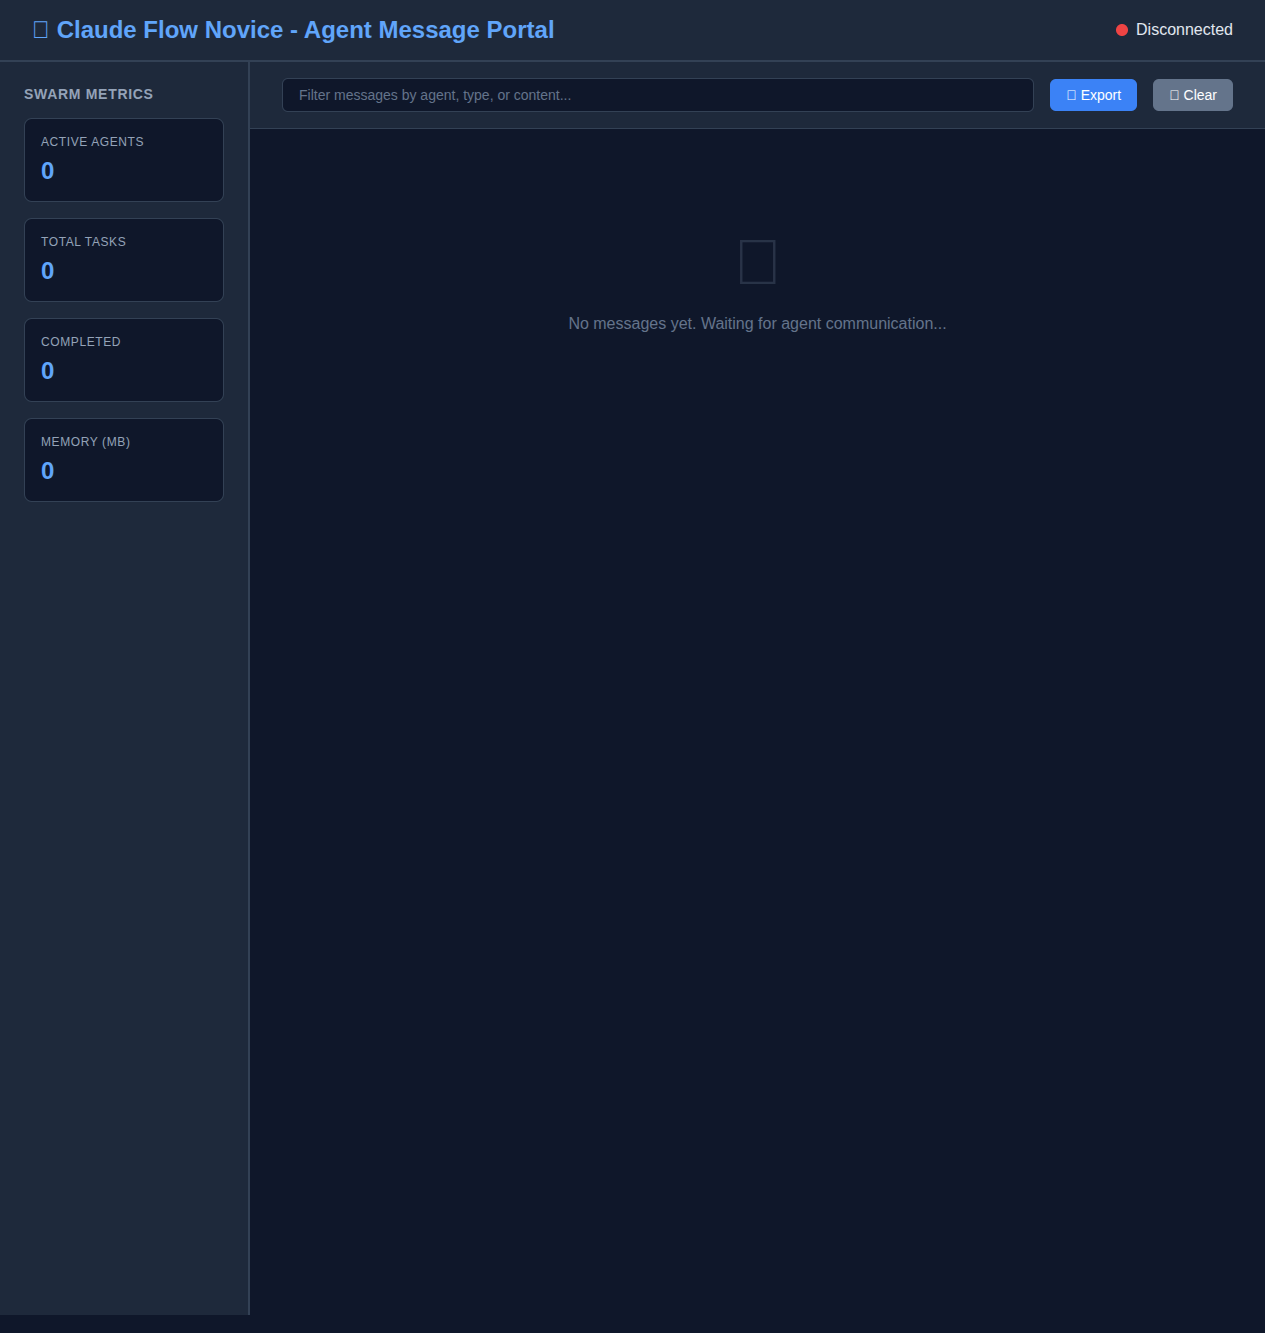 Claude Flow Novice - Agent Message Portal
Disconnected
SWARM METRICS
ACTIVE AGENTS
0
TOTAL TASKS
0
COMPLETED
0
MEMORY (MB)
0
Filter messages by agent, type, or content...
Export
Clear
No messages yet. Waiting for agent communication...